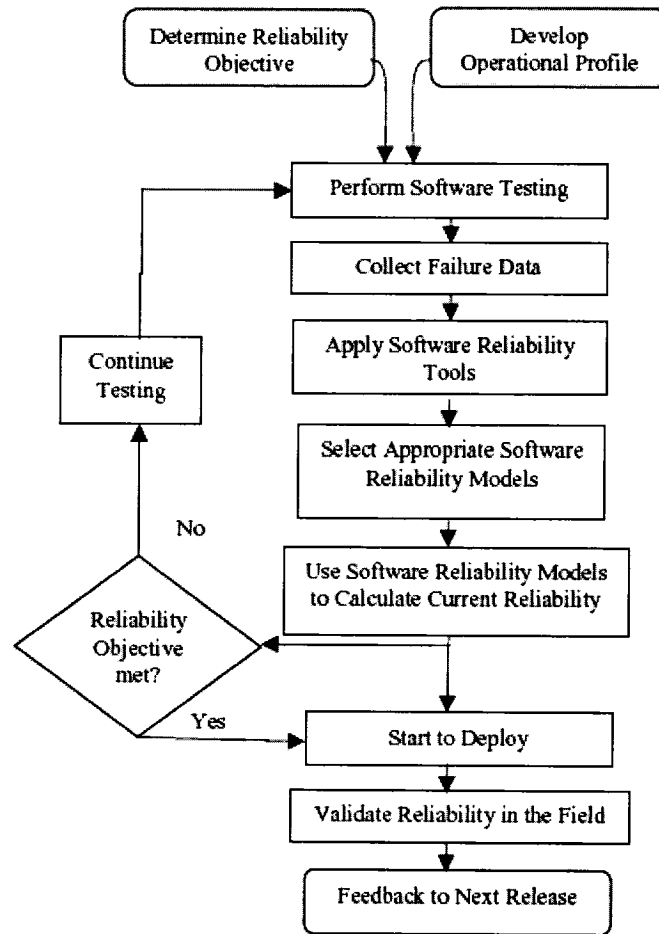 Determine Reliability
Objective
Develop
Operational Profile
Perform Software Testing
Collect Failure Data
Apply Software Reliability
Tools
Continue
Testing
Select Appropriate Software
Reliability Models
No
Use Software Reliability Models
to Calculate Current Reliability
Reliability
Objective
met?
Yes
Start to Deploy
Validate Reliability in the Field
Feedback to Next Release